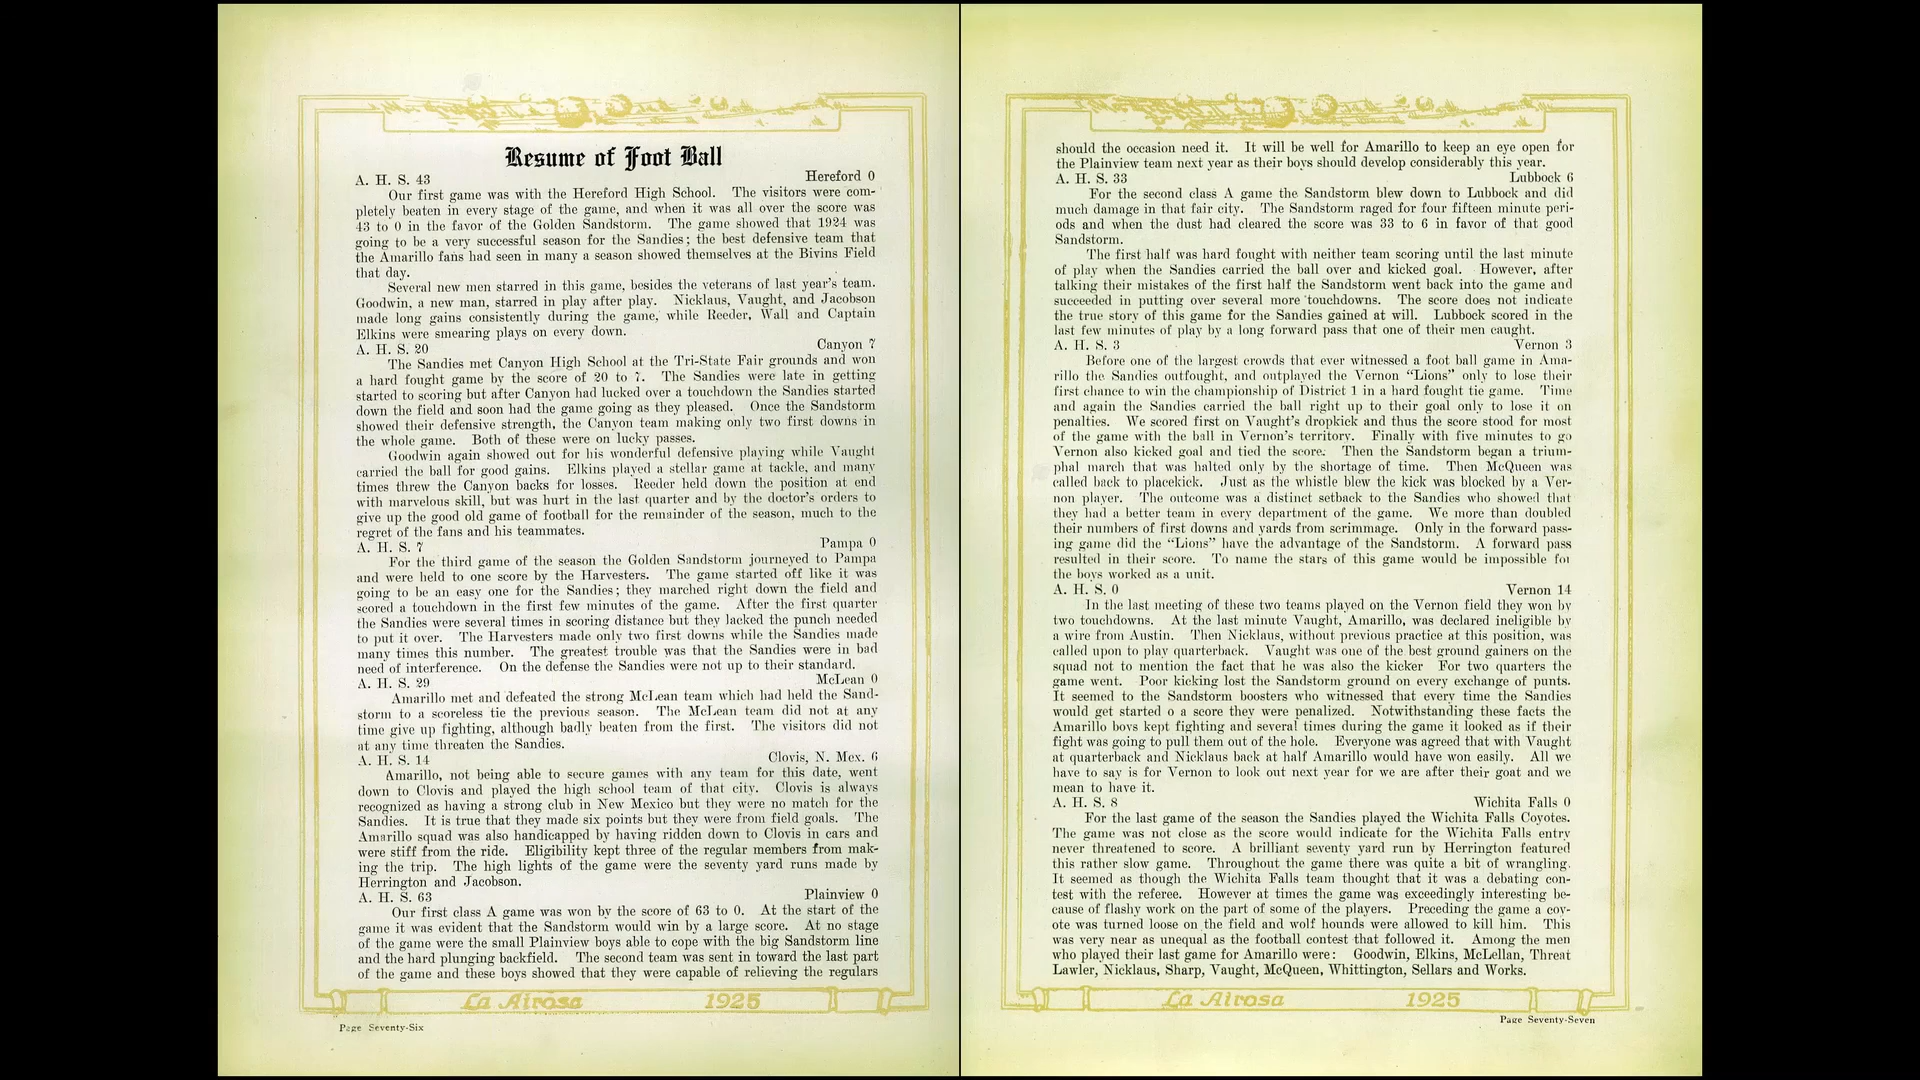 Resume of Foot Ball
A. H. S. 43 Hereford 0
Our first game was with the Hereford High School. The visitors were com-
pletely beaten in every stage of the game, and when it was all over the score was
43 to 0 in the favor of the Golden Sandstorm. The game showed that 1924 was
going to be a very successful season for the Sandies; the best defensive team that
the Amarillo fans had seen in many a season showed themselves at the Bivins Field
that day.
Several new men starred in this game, besides the veterans of last year's team.
Goodwin, a new man, starred in play after play. Nicklaus, Vaught, and Jacobson
made long gains consistently during the game, while Reeder, Wall and Captain
Elkins were smearing plays on every down.
A. H. S. 20 Canyon 7
The Sandies met Canyon High School at the Tri-State Fair grounds and won
a hard fought game by the score of 20 to 7. The Sandies were late in getting
started to scoring but after Canyon had lucked over a touchdown the Sandies started
down the field and soon had the game going as they pleased. Once the Sandstorm
showed their defensive strength, the Canyon team making only two first downs in
the whole game. Both of these were on lucky passes.
Goodwin again showed out for his wonderful defensive playing while Vaught
carried the ball for good gains. Elkins played a stellar game at tackle, and many
times threw the Canyon backs for losses. Reeder held down the position at end
with marvelous skill, but was hurt in the last quarter and by the doctor's orders to
give up the good old game of football for the remainder of the season, much to the
regret of the fans and his teammates.
A. H. S. 7 Pampa 0
For the third game of the season the Golden Sandstorm journeyed to Pampa
and were held to one score by the Harvesters. The game started off like it was
going to be an easy one for the Sandies; they marched right down the field and
scored a touchdown in the first few minutes of the game. After the first quarter
the Sandies were several times in scoring distance but they lacked the punch needed
to put it over. The Harvesters made only two first downs while the Sandies made
many times this number. The greatest trouble was that the Sandies were in bad
need of interference. On the defense the Sandies were not up to their standard.
A. H. S. 29 McLean 0
Amarillo met and defeated the strong McLean team which had held the Sand-
storm to a scoreless tie the previous season. The McLean team did not at any
time give up fighting, although badly beaten from the first. The visitors did not
at any time threaten the Sandies.
A. H. S. 14 Clovis, N. Mex. 6
Amarillo, not being able to secure games with any team for this date, went
down to Clovis and played the high school team of that city. Clovis is always
recognized as having a strong club in New Mexico but they were no match for the
Sandies. It is true that they made six points but they were from field goals. The
Amarillo squad was also handicapped by having ridden down to Clovis in cars and
were stiff from the ride. Eligibility kept three of the regular members from mak-
ing the trip. The high lights of the game were the seventy yard runs made by
Herrington and Jacobson.
A. H. S. 63 Plainview 0
Our first class A game was won by the score of 63 to 0. At the start of the
game it was evident that the Sandstorm would win by a large score. At no stage
of the game were the small Plainview boys able to cope with the big Sandstorm line
and the hard plunging backfield. The second team was sent in toward the last part
of the game and these boys showed that they were capable of relieving the regulars
La Airosa 1925
Page Seventy-Six
should the occasion need it. It will be well for Amarillo to keep an eye open for
the Plainview team next year as their boys should develop considerably this year.
A. H. S. 33 Lubbock 6
For the second class A game the Sandstorm blew down to Lubbock and did
much damage in that fair city. The Sandstorm raged for four fifteen minute peri-
ods and when the dust had cleared the score was 33 to 6 in favor of that good
Sandstorm.
The first half was hard fought with neither team scoring until the last minute
of play when the Sandies carried the ball over and kicked goal. However, after
talking their mistakes of the first half the Sandstorm went back into the game and
succeeded in putting over several more touchdowns. The score does not indicate
the true story of this game for the Sandies gained at will. Lubbock scored in the
last few minutes of play by a long forward pass that one of their men caught.
A. H. S. 3 Vernon 3
Before one of the largest crowds that ever witnessed a foot ball game in Ama-
rillo the Sandies outfought, and outplayed the Vernon "Lions" only to lose their
first chance to win the championship of District 1 in a hard fought tie game. Time
and again the Sandies carried the ball right up to their goal only to lose it on
penalties. We scored first on Vaught's dropkick and thus the score stood for most
of the game with the ball in Vernon's territory. Finally with five minutes to go
Vernon also kicked goal and tied the score. Then the Sandstorm began a trium-
phal march that was halted only by the shortage of time. Then McQueen was
called back to placekick. Just as the whistle blew the kick was blocked by a Ver-
non player. The outcome was a distinct setback to the Sandies who showed that
they had a better team in every department of the game. We more than doubled
their numbers of first downs and yards from scrimmage. Only in the forward pass-
ing game did the "Lions" have the advantage of the Sandstorm. A forward pass
resulted in their score. To name the stars of this game would be impossible for
the boys worked as a unit.
A. H. S. 0 Vernon 14
In the last meeting of these two teams played on the Vernon field they won by
two touchdowns. At the last minute Vaught, Amarillo, was declared ineligible by
a wire from Austin. Then Nicklaus, without previous practice at this position, was
called upon to play quarterback. Vaught was one of the best ground gainers on the
squad not to mention the fact that he was also the kicker For two quarters the
game went. Poor kicking lost the Sandstorm ground on every exchange of punts.
It seemed to the Sandstorm boosters who witnessed that every time the Sandies
would get started o a score they were penalized. Notwithstanding these facts the
Amarillo boys kept fighting and several times during the game it looked as if their
fight was going to pull them out of the hole. Everyone was agreed that with Vaught
at quarterback and Nicklaus back at half Amarillo would have won easily. All we
have to say is for Vernon to look out next year for we are after their goat and we
mean to have it.
A. H. S. 8 Wichita Falls 0
For the last game of the season the Sandies played the Wichita Falls Coyotes.
The game was not close as the score would indicate for the Wichita Falls entry
never threatened to score. A brilliant seventy yard run by Herrington featured
this rather slow game. Throughout the game there was quite a bit of wrangling.
It seemed as though the Wichita Falls team thought that it was a debating con-
test with the referee. However at times the game was exceedingly interesting be-
cause of flashy work on the part of some of the players. Preceding the game a coy-
ote was turned loose on the field and wolf hounds were allowed to kill him. This
was very near as unequal as the football contest that followed it. Among the men
who played their last game for Amarillo were: Goodwin, Elkins, McLellan, Threat
Lawler, Nicklaus, Sharp, Vaught, McQueen, Whittington, Sellars and Works.
La Airosa 1925
Page Seventy-Seven